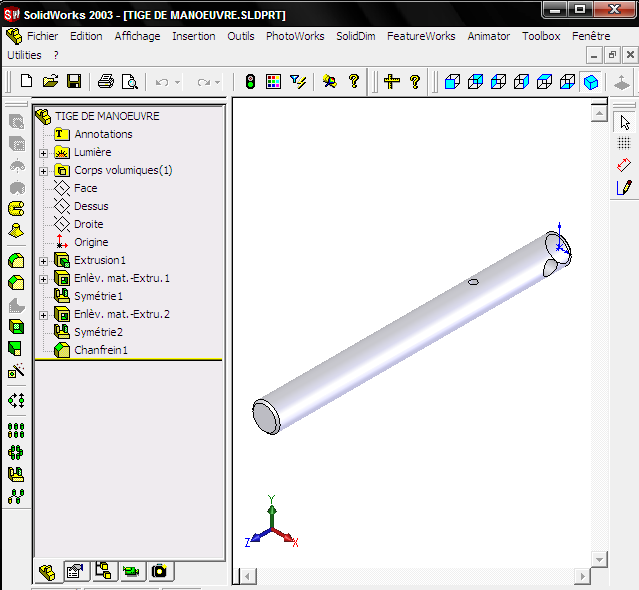 SolidWorks 2003 - [TIGE DE MANOEUVRE.SLDPRT]
Fichier Edition Affichage Insertion Outils PhotoWorks SolidDim FeatureWorks Animator Toolbox Fenêtre
Utilities ?
TIGE DE MANOEUVRE
Annotations
Lumière
Corps volumiques(1)
Face
Dessus
Droite
Origine
Extrusion1
Enlèv. mat.-Extru.1
Symétrie1
Enlèv. mat.-Extru.2
Symétrie2
Chanfrein1
Y
Z
X